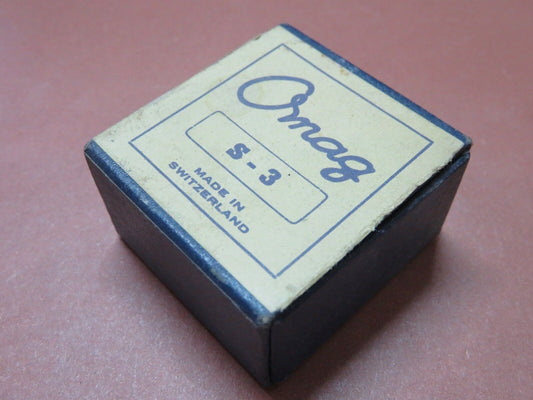 Omag
S-3
MADE IN
SWITZERLAND